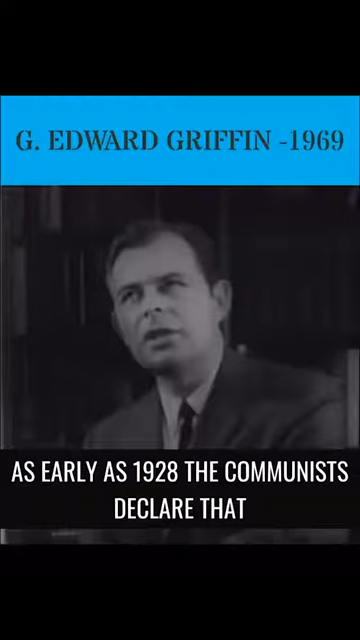 G. EDWARD GRIFFIN -1969
AS EARLY AS 1928 THE COMMUNISTS
DECLARE THAT